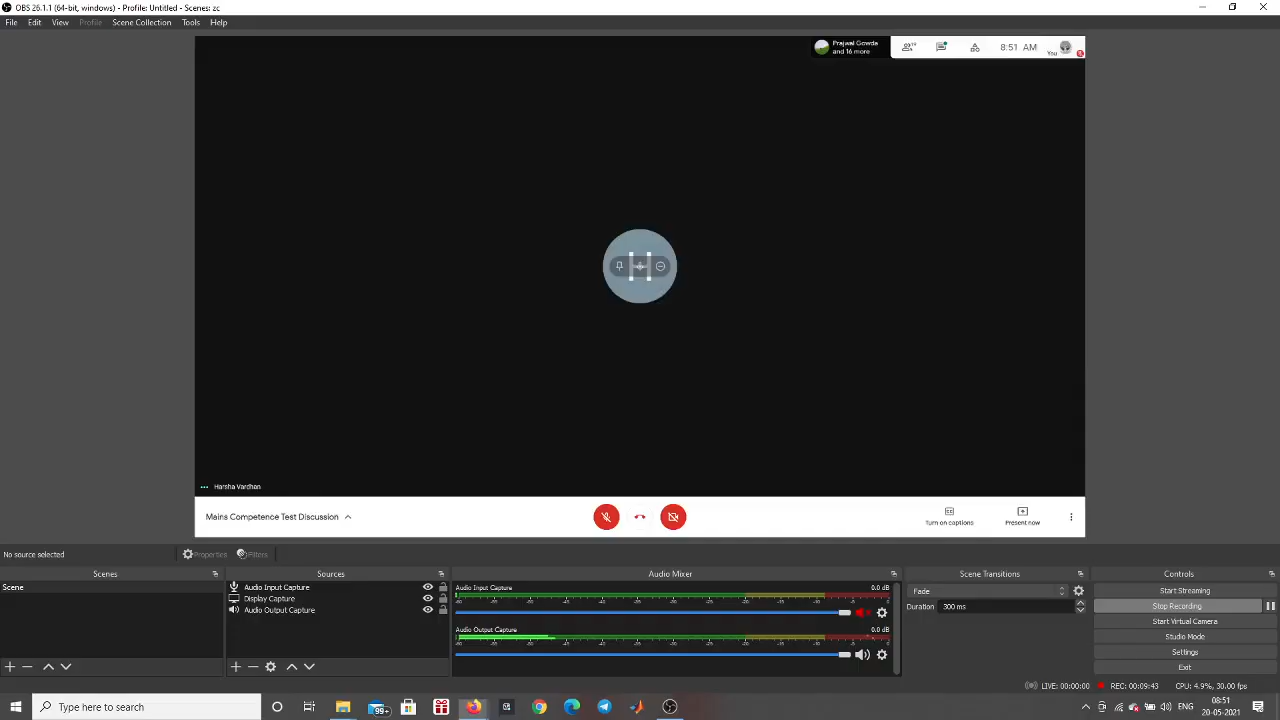 OBS 26.1.1 (64-bit, windows) - Profile: Untitled - Scenes: zc
File Edit View Profile Scene Collection Tools Help
Prajwal Gowda
and 16 more
8:51 AM
You
H
Harsha Vardhan
Mains Competence Test Discussion
Turn on captions
Present now
No source selected
Properties
Filters
Scenes
Sources
Audio Mixer
Scene Transitions
Controls
Scene
Audio Input Capture
Display Capture
Audio Output Capture
Audio Input Capture
0.0 dB
Audio Output Capture
0.0 dB
Fade
Duration 300 ms
Start Streaming
Stop Recording
Start Virtual Camera
Studio Mode
Settings
Exit
LIVE: 00:00:00
REC: 00:09:43
CPU: 4.9%, 30.00 fps
Type here to search
99+
ENG
08:51
20-05-2021